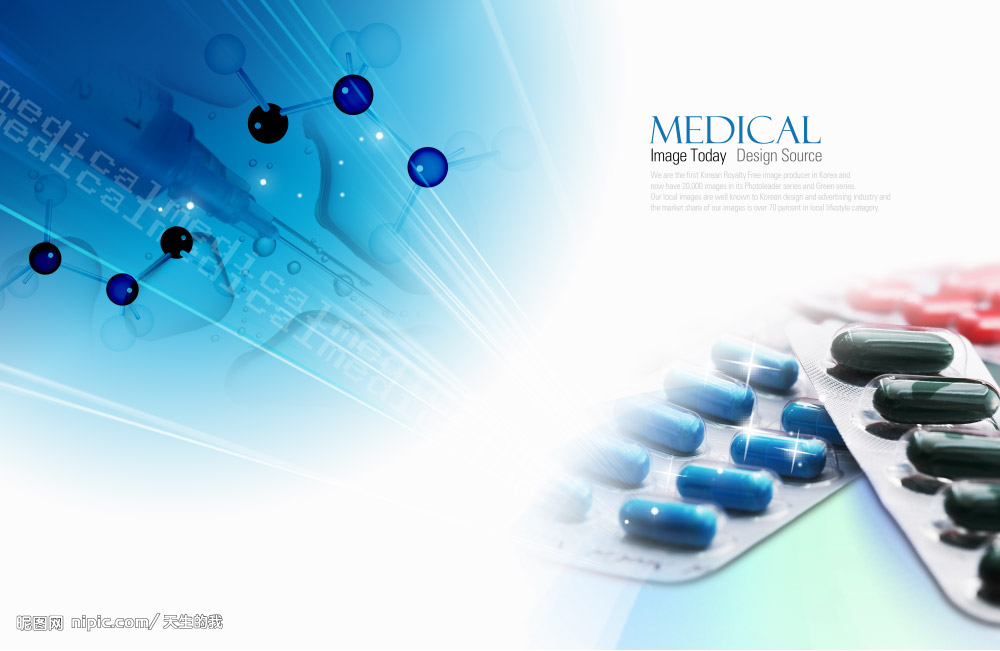 MEDICAL
Image Today Design Source
We are the first Korean Royalty Free image producer in Korea and
now have 20,000 images in its Photoleader series and Green series.
Our local images are well known to Korean design and advertising industry and
the market share of our images is over 70 percent in local lifestyle category.
medicalmedicalmedical
medicalmedicalmedical
昵图网 nipic.com/天生的我